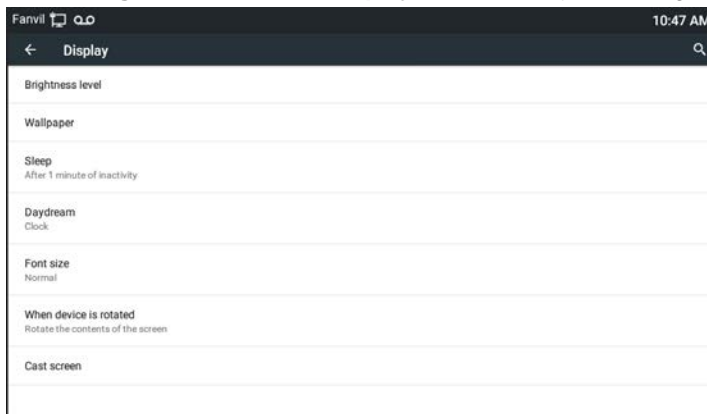 Fanvil
10:47 AM
Display
Brightness level
Wallpaper
Sleep
After 1 minute of inactivity
Daydream
Clock
Font size
Normal
When device is rotated
Rotate the contents of the screen
Cast screen